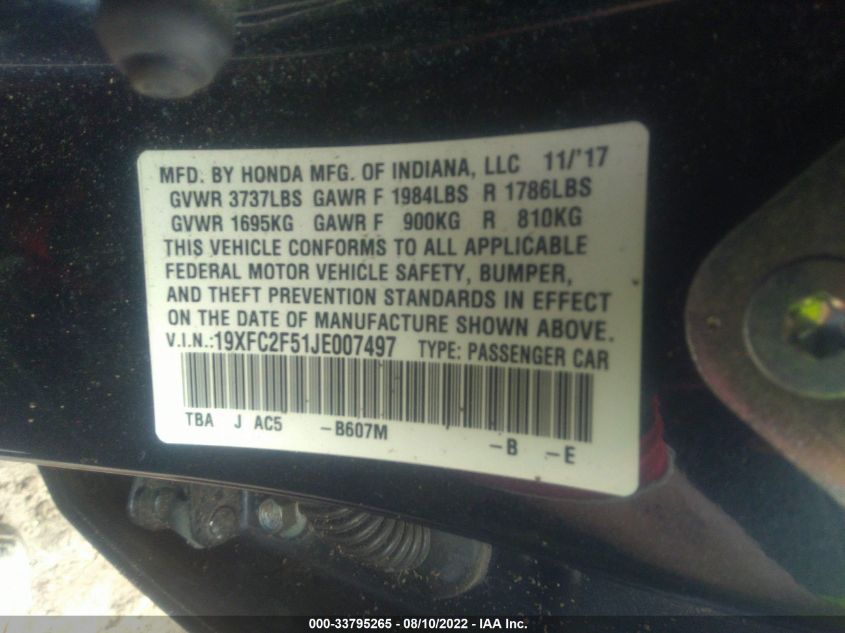 MFD. BY HONDA MFG. OF INDIANA, LLC 11/'17
GVWR 3737LBS GAWR F 1984LBS R 1786LBS
GVWR 1695KG GAWR F 900KG R 810KG
THIS VEHICLE CONFORMS TO ALL APPLICABLE
FEDERAL MOTOR VEHICLE SAFETY, BUMPER,
AND THEFT PREVENTION STANDARDS IN EFFECT
ON THE DATE OF MANUFACTURE SHOWN ABOVE.
V.I.N.:19XFC2F51JE007497 TYPE: PASSENGER CAR
TBA J AC5 -B607M -B -E
000-33795265 - 08/10/2022 - IAA Inc.